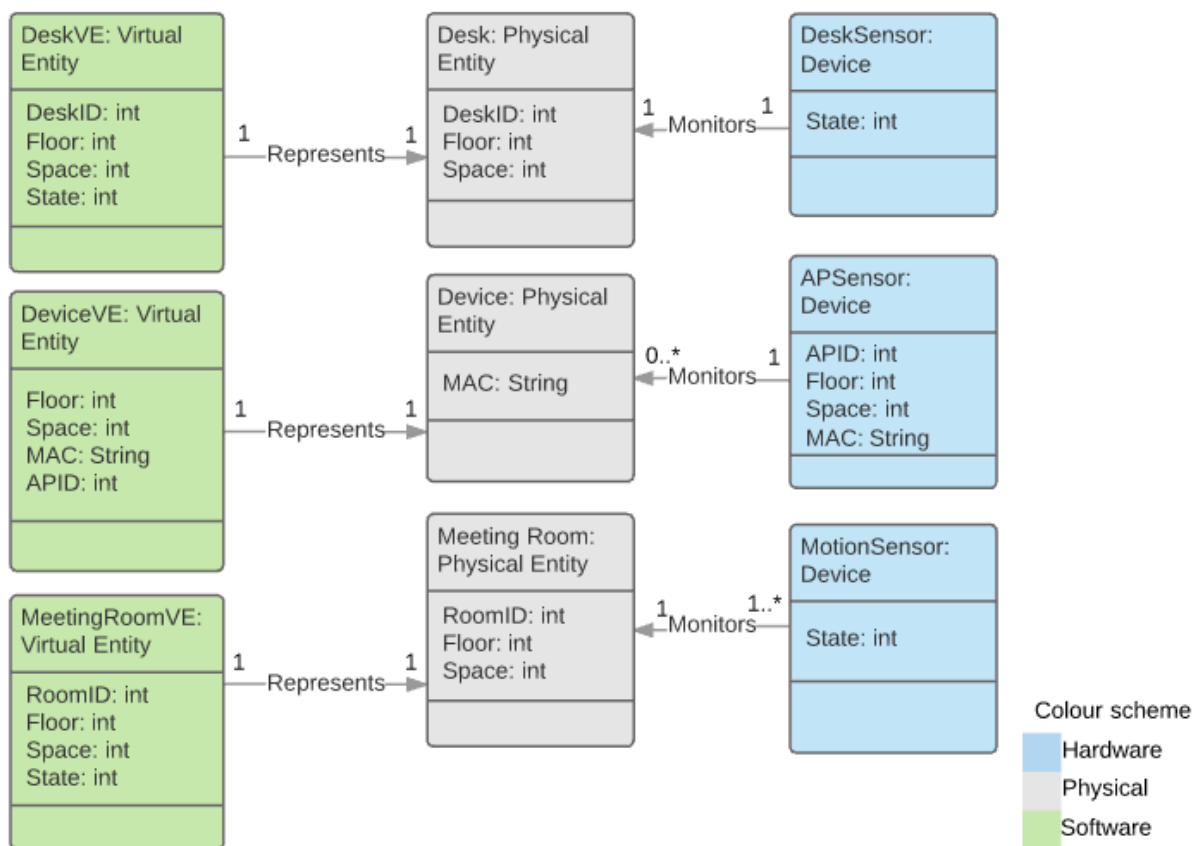 DeskVE: Virtual
Entity
DeskID: int
Floor: int
Space: int
State: int
1
Represents
1
Desk: Physical
Entity
DeskID: int
Floor: int
Space: int
1
Monitors
1
DeskSensor:
Device
State: int
DeviceVE: Virtual
Entity
Floor: int
Space: int
MAC: String
APID: int
1
Represents
1
Device: Physical
Entity
MAC: String
0..*
Monitors
1
APSensor:
Device
APID: int
Floor: int
Space: int
MAC: String
MeetingRoomVE:
Virtual Entity
RoomID: int
Floor: int
Space: int
State: int
1
Represents
1
Meeting Room:
Physical Entity
RoomID: int
Floor: int
Space: int
1
Monitors
1..*
MotionSensor:
Device
State: int
Colour scheme
Hardware
Physical
Software